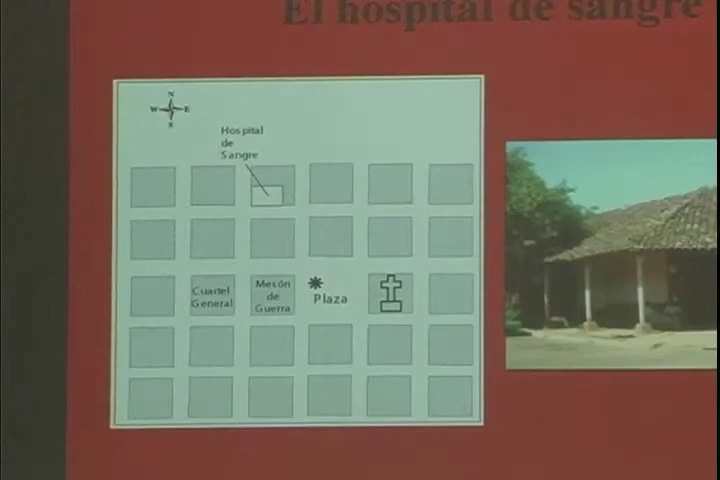 El hospital de sangre
N
W E
S
Hospital
de
Sangre
Cuartel
General
Mesón
de
Guerra
Plaza